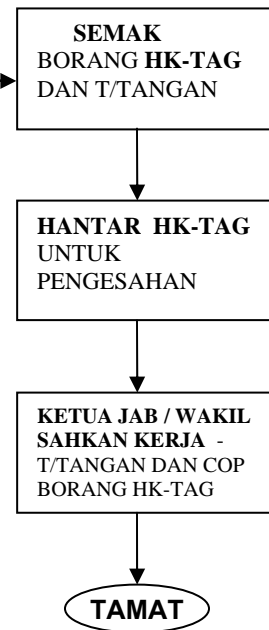 SEMAK
BORANG HK-TAG
DAN T/TANGAN
HANTAR HK-TAG
UNTUK
PENGESAHAN
KETUA JAB / WAKIL
SAHKAN KERJA -
T/TANGAN DAN COP
BORANG HK-TAG
TAMAT